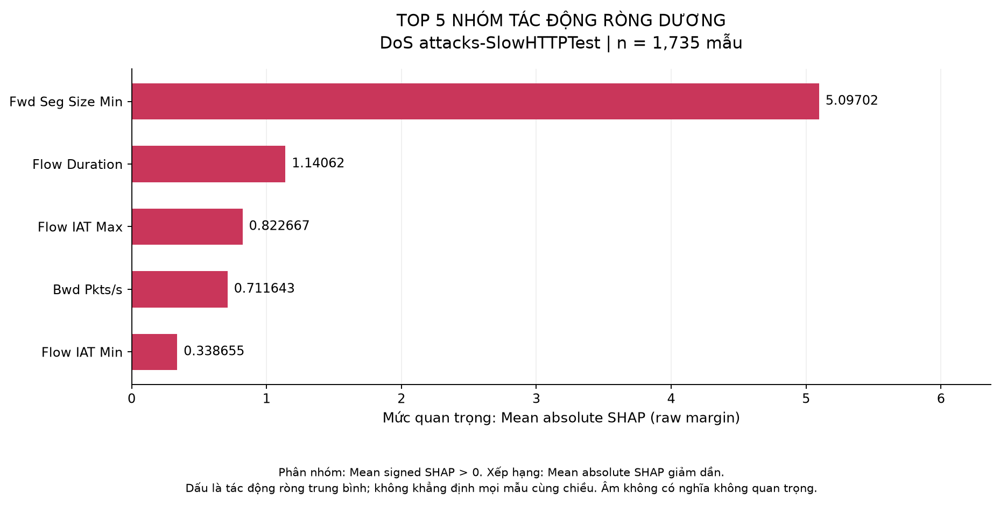 TOP 5 NHÓM TÁC ĐỘNG RÒNG DƯƠNG
DoS attacks-SlowHTTPTest | n = 1,735 mẫu
Fwd Seg Size Min
5.09702
Flow Duration
1.14062
Flow IAT Max
0.822667
Bwd Pkts/s
0.711643
Flow IAT Min
0.338655
0 1 2 3 4 5 6
Mức quan trọng: Mean absolute SHAP (raw margin)
Phân nhóm: Mean signed SHAP > 0. Xếp hạng: Mean absolute SHAP giảm dần.
Dấu là tác động ròng trung bình; không khẳng định mọi mẫu cùng chiều. Âm không có nghĩa không quan trọng.